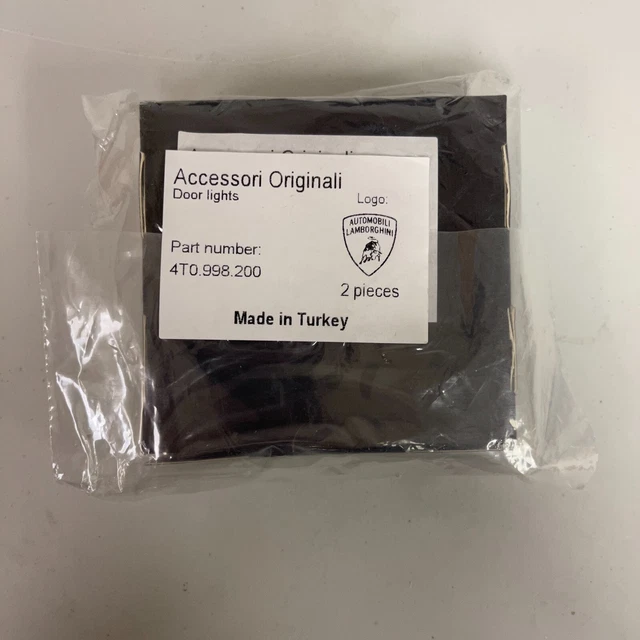 Accessori Originali
Door lights
Logo:
AUTOMOBILI
LAMBORGHINI
Part number:
4T0.998.200
2 pieces
Made in Turkey